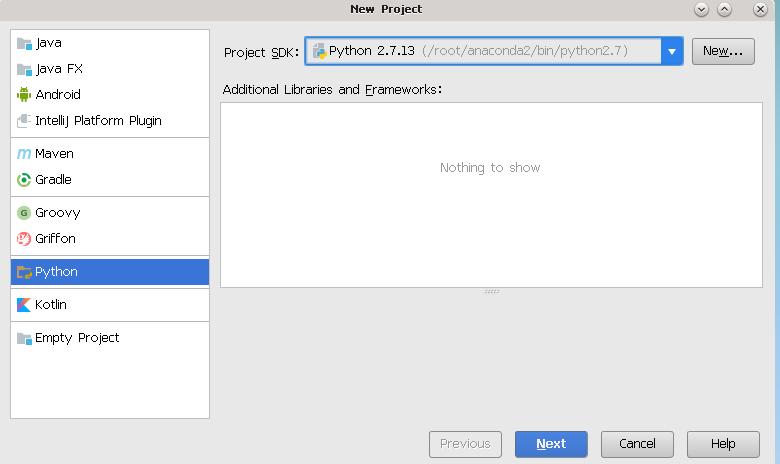 New Project
Java
Java FX
Android
IntelliJ Platform Plugin
Maven
Gradle
Groovy
Griffon
Python
Kotlin
Empty Project
Project SDK: Python 2.7.13 (/root/anaconda2/bin/python2.7) New...
Additional Libraries and Frameworks:
Nothing to show
Previous Next Cancel Help